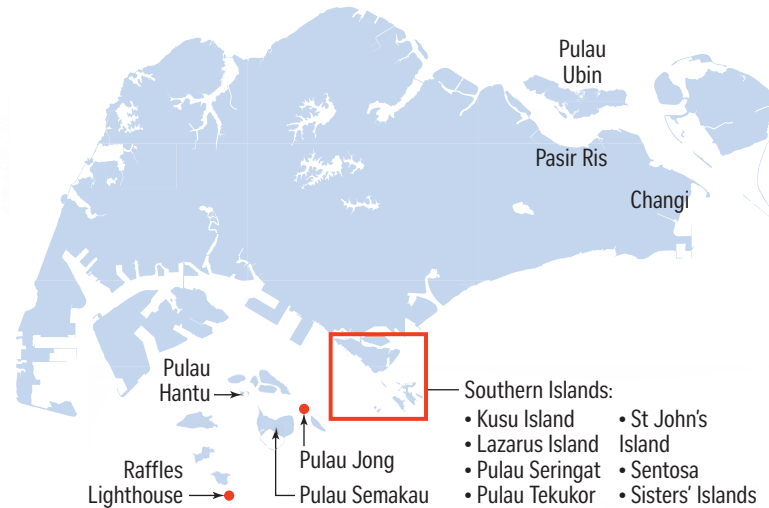 Pulau
Ubin
Pasir Ris
Changi
Pulau
Hantu
Southern Islands:
• Kusu Island
• Lazarus Island
• Pulau Seringat
• Pulau Tekukor
• St John's
Island
• Sentosa
• Sisters' Islands
Pulau Jong
Raffles
Lighthouse
Pulau Semakau